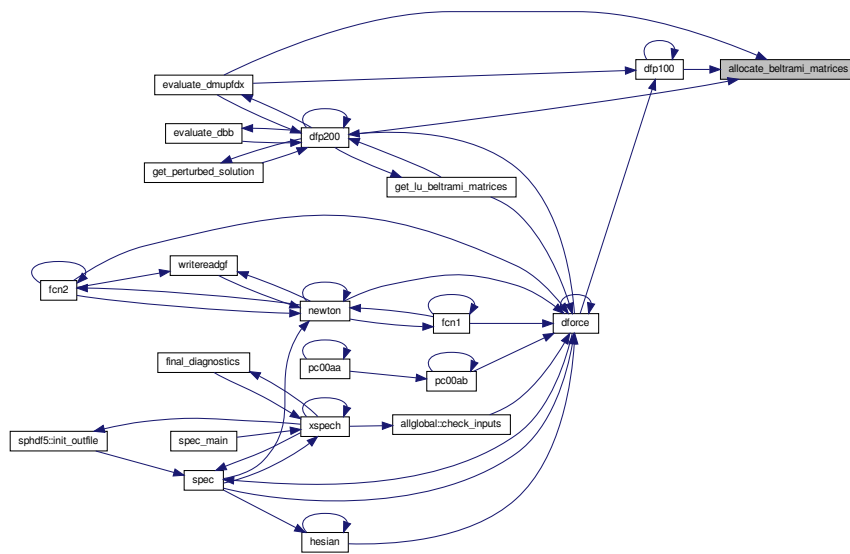 dfp100
allocate_beltrami_matrices
evaluate_dmupfdx
evaluate_dbb
dfp200
get_perturbed_solution
get_lu_beltrami_matrices
writereadgf
fcn2
newton
fcn1
dforce
final_diagnostics
pc00aa
pc00ab
xspech
allglobal::check_inputs
sphdf5::init_outfile
spec_main
spec
hesian